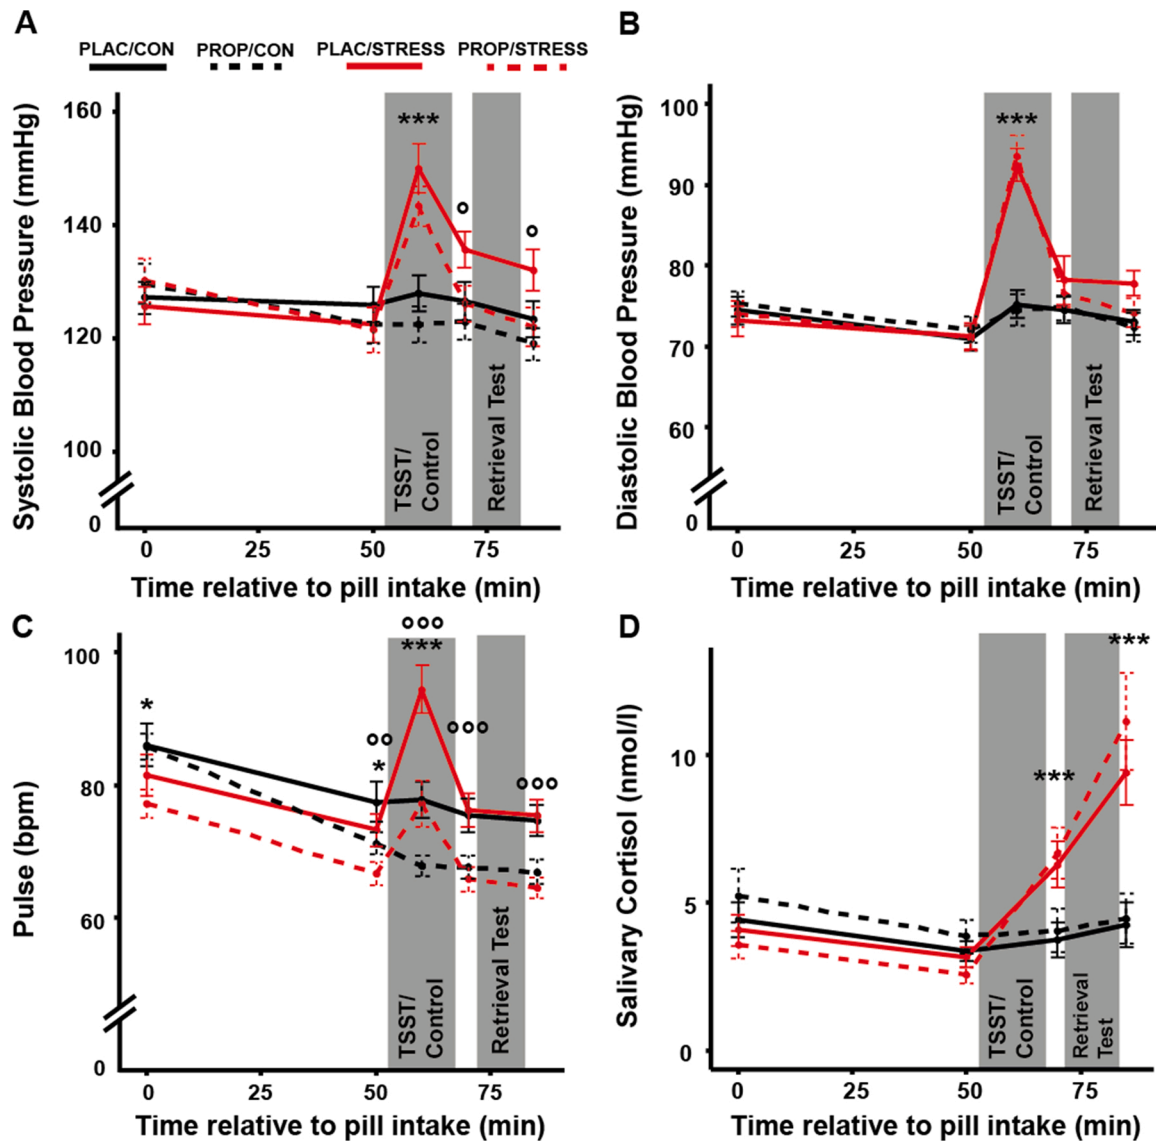 A
PLAC/CON PROP/CON PLAC/STRESS PROP/STRESS
Systolic Blood Pressure (mmHg)
160
140
120
100
0
***
°
°
TSST/
Control
Retrieval Test
0 25 50 75
Time relative to pill intake (min)
B
Diastolic Blood Pressure (mmHg)
100
90
80
70
60
0
***
TSST/
Control
Retrieval Test
0 25 50 75
Time relative to pill intake (min)
C
Pulse (bpm)
100
80
60
0
*
°°
*
°°°
***
°°°
°°°
TSST/
Control
Retrieval Test
0 25 50 75
Time relative to pill intake (min)
D
Salivary Cortisol (nmol/l)
10
5
0
***
***
TSST/
Control
Retrieval
Test
0 25 50 75
Time relative to pill intake (min)